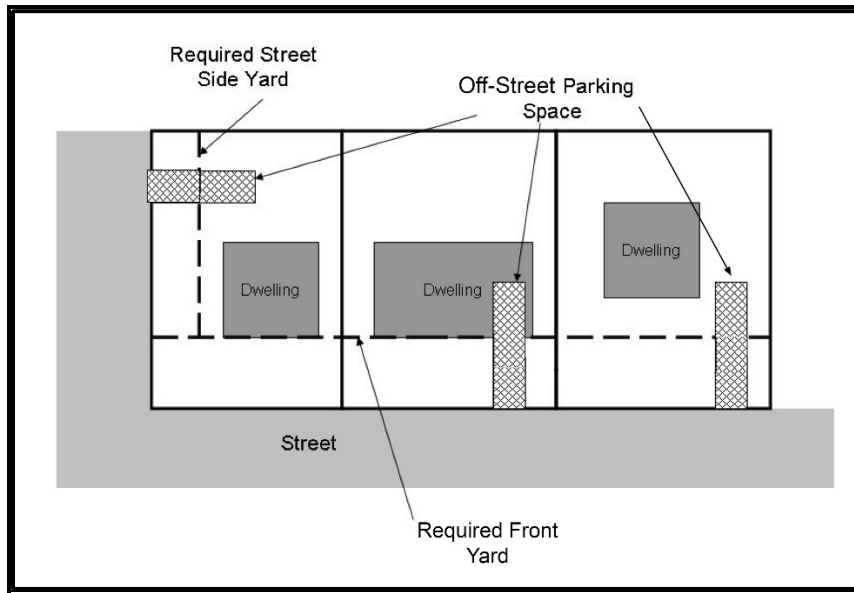 Required Street
Side Yard
Off-Street Parking
Space
Dwelling
Dwelling
Dwelling
Street
Required Front
Yard